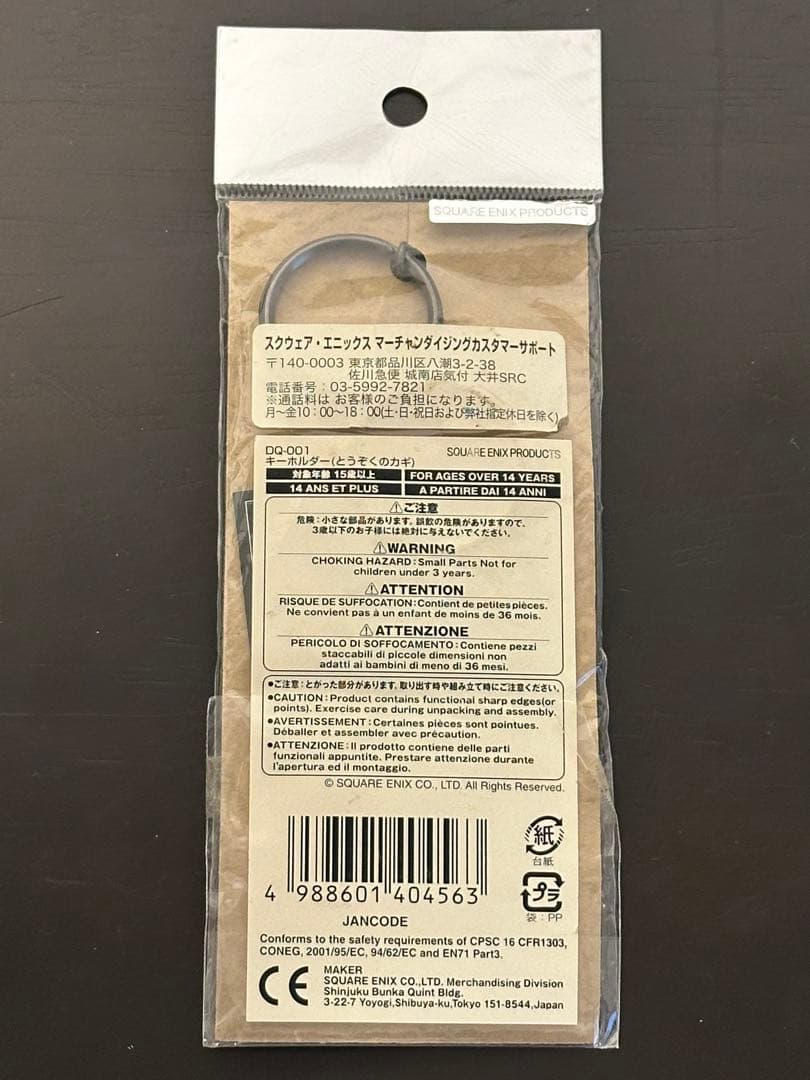 SQUARE ENIX PRODUCTS
スクウェア・エニックス マーチャンダイジングカスタマーサポート
〒140-0003 東京都品川区八潮3-2-38
佐川急便 城南店気付 大井SRC
電話番号：03-5992-7821
※通話料は お客様のご負担になります。
月〜金10：00〜18：00(土・日・祝日および弊社指定休日を除く)
DQ-001 SQUARE ENIX PRODUCTS
キーホルダー(とうぞくのカギ)
対象年齢 15歳以上 FOR AGES OVER 14 YEARS
14 ANS ET PLUS A PARTIRE DAI 14 ANNI
⚠ご注意
危険：小さな部品があります。誤飲の危険がありますので、
3歳以下のお子様には絶対に与えないでください。
⚠WARNING
CHOKING HAZARD：Small Parts Not for
children under 3 years.
⚠ATTENTION
RISQUE DE SUFFOCATION：Contient de petites pièces.
Ne convient pas à un enfant de moins de 36 mois.
⚠ATTENZIONE
PERICOLO DI SOFFOCAMENTO：Contiene pezzi
staccabili di piccole dimensioni non
adatti ai bambini di meno di 36 mesi.
●ご注意：とがった部分があります。取り出す時や組み立て時にご注意ください。
●CAUTION：Product contains functional sharp edges(or
points). Exercise care during unpacking and assembly.
●AVERTISSEMENT：Certaines pièces sont pointues.
Déballer et assembler avec précaution.
●ATTENZIONE：Il prodotto contiene delle parti
funzionali appuntite. Prestare attenzione durante
l'apertura ed il montaggio.
© SQUARE ENIX CO., LTD. All Rights Reserved.
紙
台紙
4 988601 404563
プラ
袋：PP
JANCODE
Conforms to the safety requirements of CPSC 16 CFR1303,
CONEG, 2001/95/EC, 94/62/EC and EN71 Part3.
CE
MAKER
SQUARE ENIX CO.,LTD. Merchandising Division
Shinjuku Bunka Quint Bldg.
3-22-7 Yoyogi,Shibuya-ku,Tokyo 151-8544,Japan